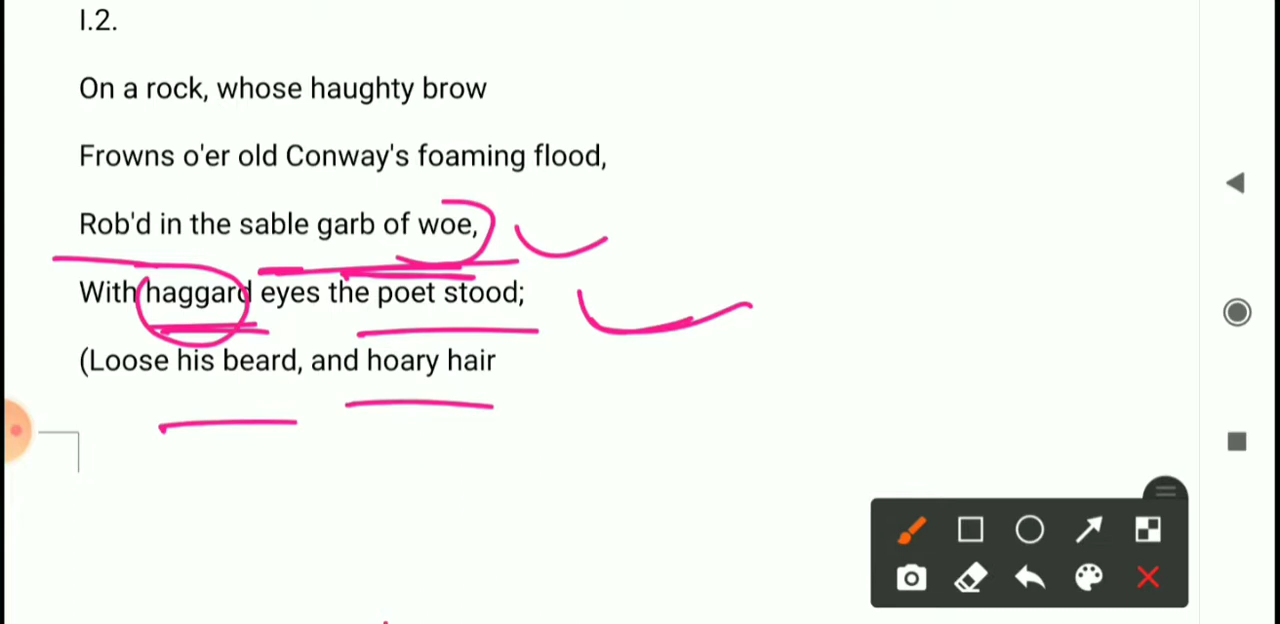 I.2.
On a rock, whose haughty brow
Frowns o'er old Conway's foaming flood,
Rob'd in the sable garb of woe,
With haggard eyes the poet stood;
(Loose his beard, and hoary hair